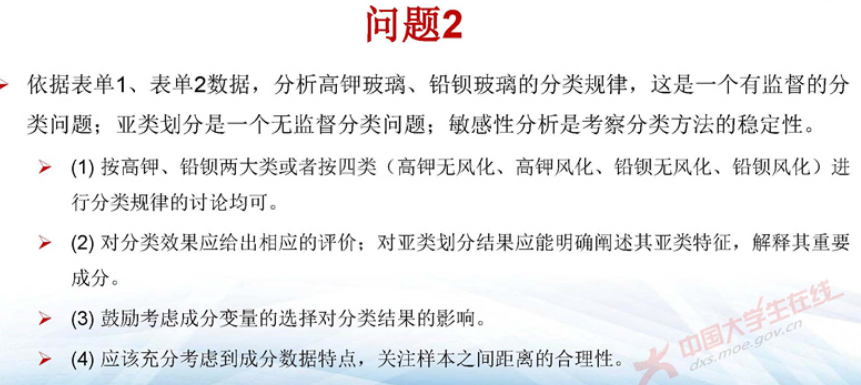 问题2
依据表单1、表单2数据，分析高钾玻璃、铅钡玻璃的分类规律，这是一个有监督的分
类问题；亚类划分是一个无监督分类问题；敏感性分析是考察分类方法的稳定性。
(1) 按高钾、铅钡两大类或者按四类（高钾无风化、高钾风化、铅钡无风化、铅钡风化）进
行分类规律的讨论均可。
(2) 对分类效果应给出相应的评价；对亚类划分结果应能明确阐述其亚类特征，解释其重要
成分。
(3) 鼓励考虑成分变量的选择对分类结果的影响。
(4) 应该充分考虑到成分数据特点，关注样本之间距离的合理性。
中国大学生在线
dxs.moe.gov.cn